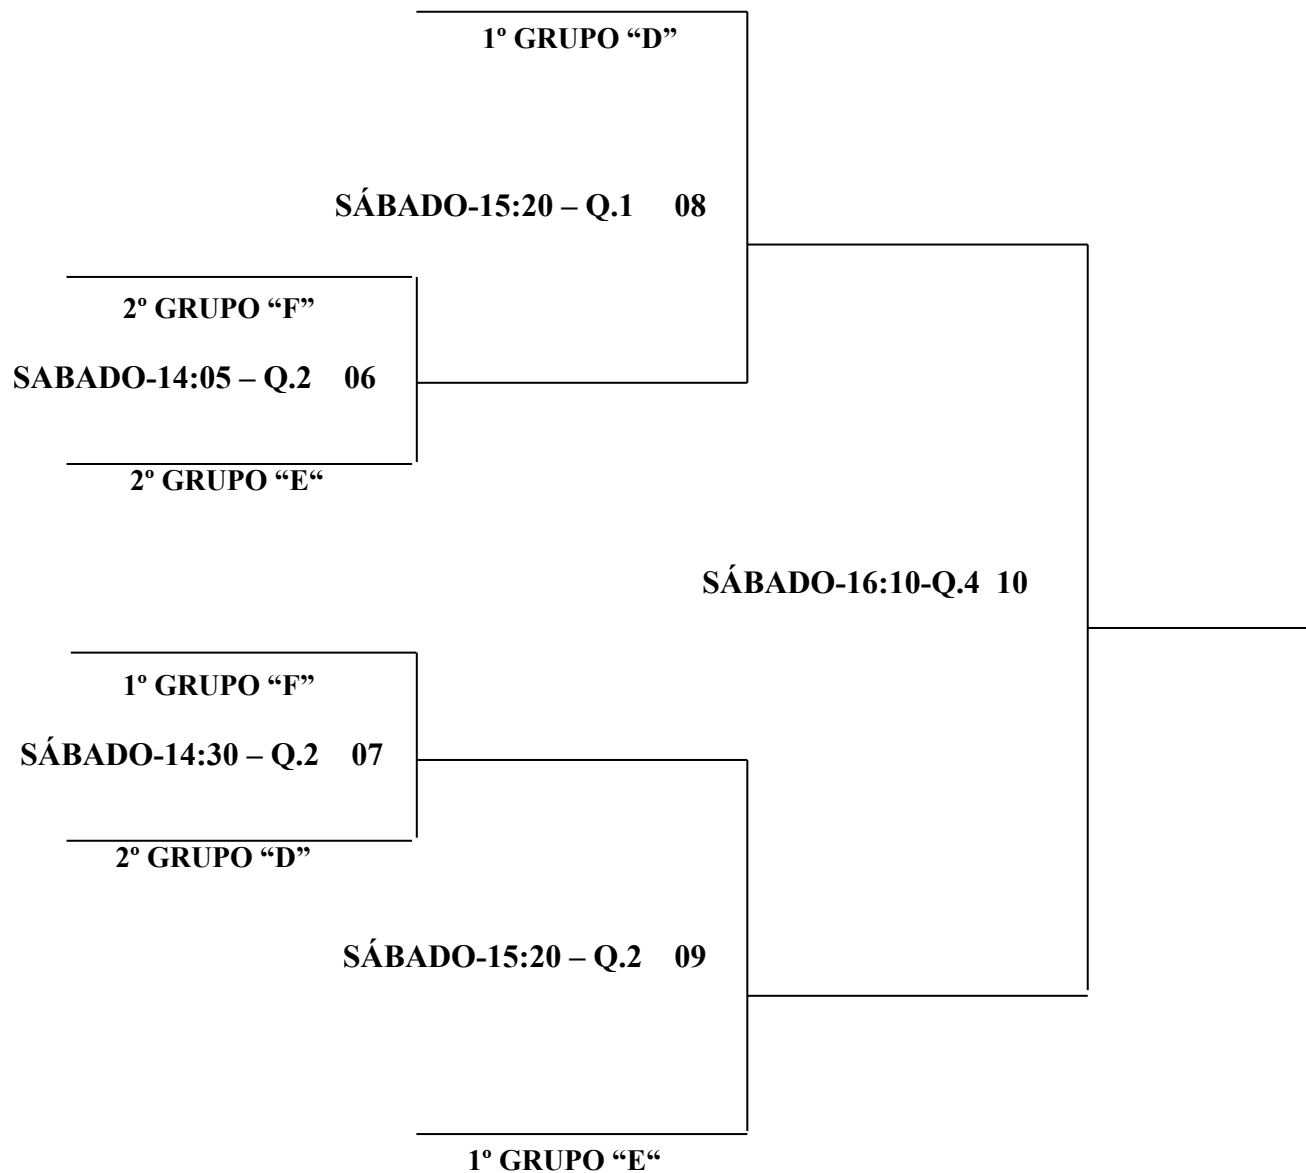 1º GRUPO “D”
SÁBADO-15:20 – Q.1 08
2º GRUPO “F”
SABADO-14:05 – Q.2 06
2º GRUPO “E“
SÁBADO-16:10-Q.4 10
1º GRUPO “F”
SÁBADO-14:30 – Q.2 07
2º GRUPO “D”
SÁBADO-15:20 – Q.2 09
1º GRUPO “E“